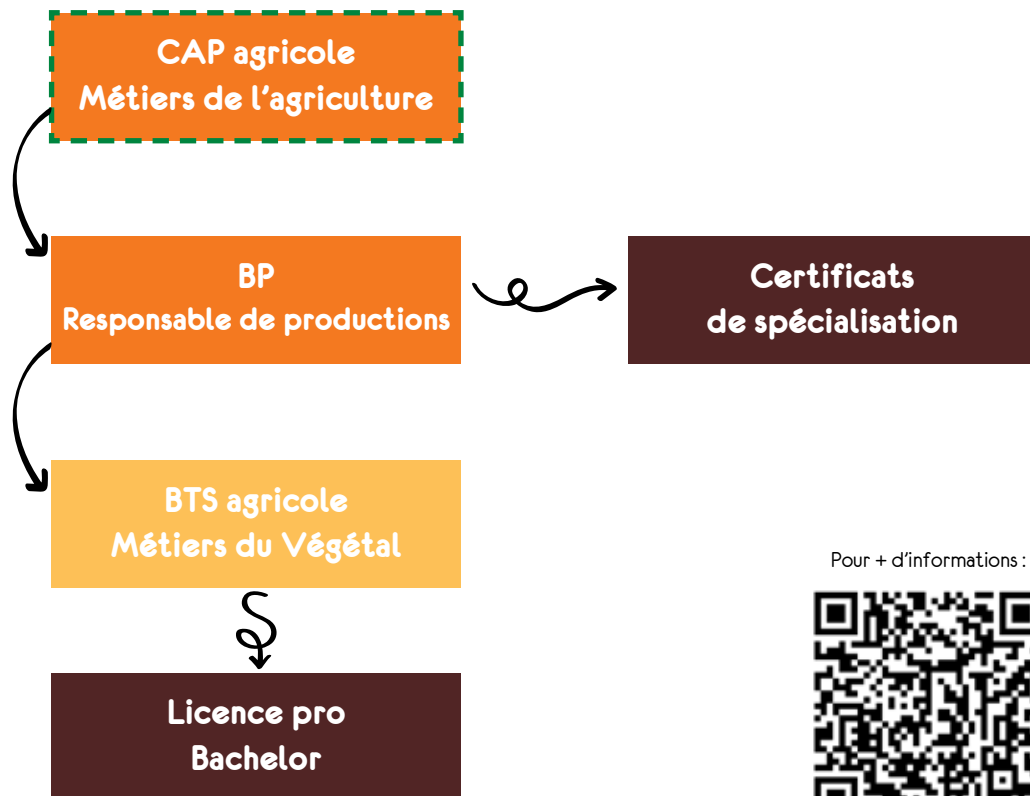 CAP agricole
Métiers de l'agriculture
BP
Responsable de productions
Certificats
de spécialisation
BTS agricole
Métiers du Végétal
Pour + d'informations :
Licence pro
Bachelor